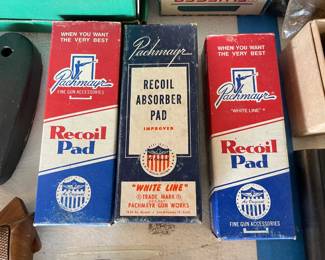 WHEN YOU WANT
THE VERY BEST
Pachmayr
FINE GUN ACCESSORIES
Recoil
Pad
Pachmayr
RECOIL
ABSORBER
PAD
IMPROVED
"WHITE LINE"
TRADE MARK
PACHMAYR GUN WORKS
WHEN YOU WANT
THE VERY BEST
Pachmayr
"WHITE LINE"®
Recoil
Pad
FINE GUN ACCESSORIES